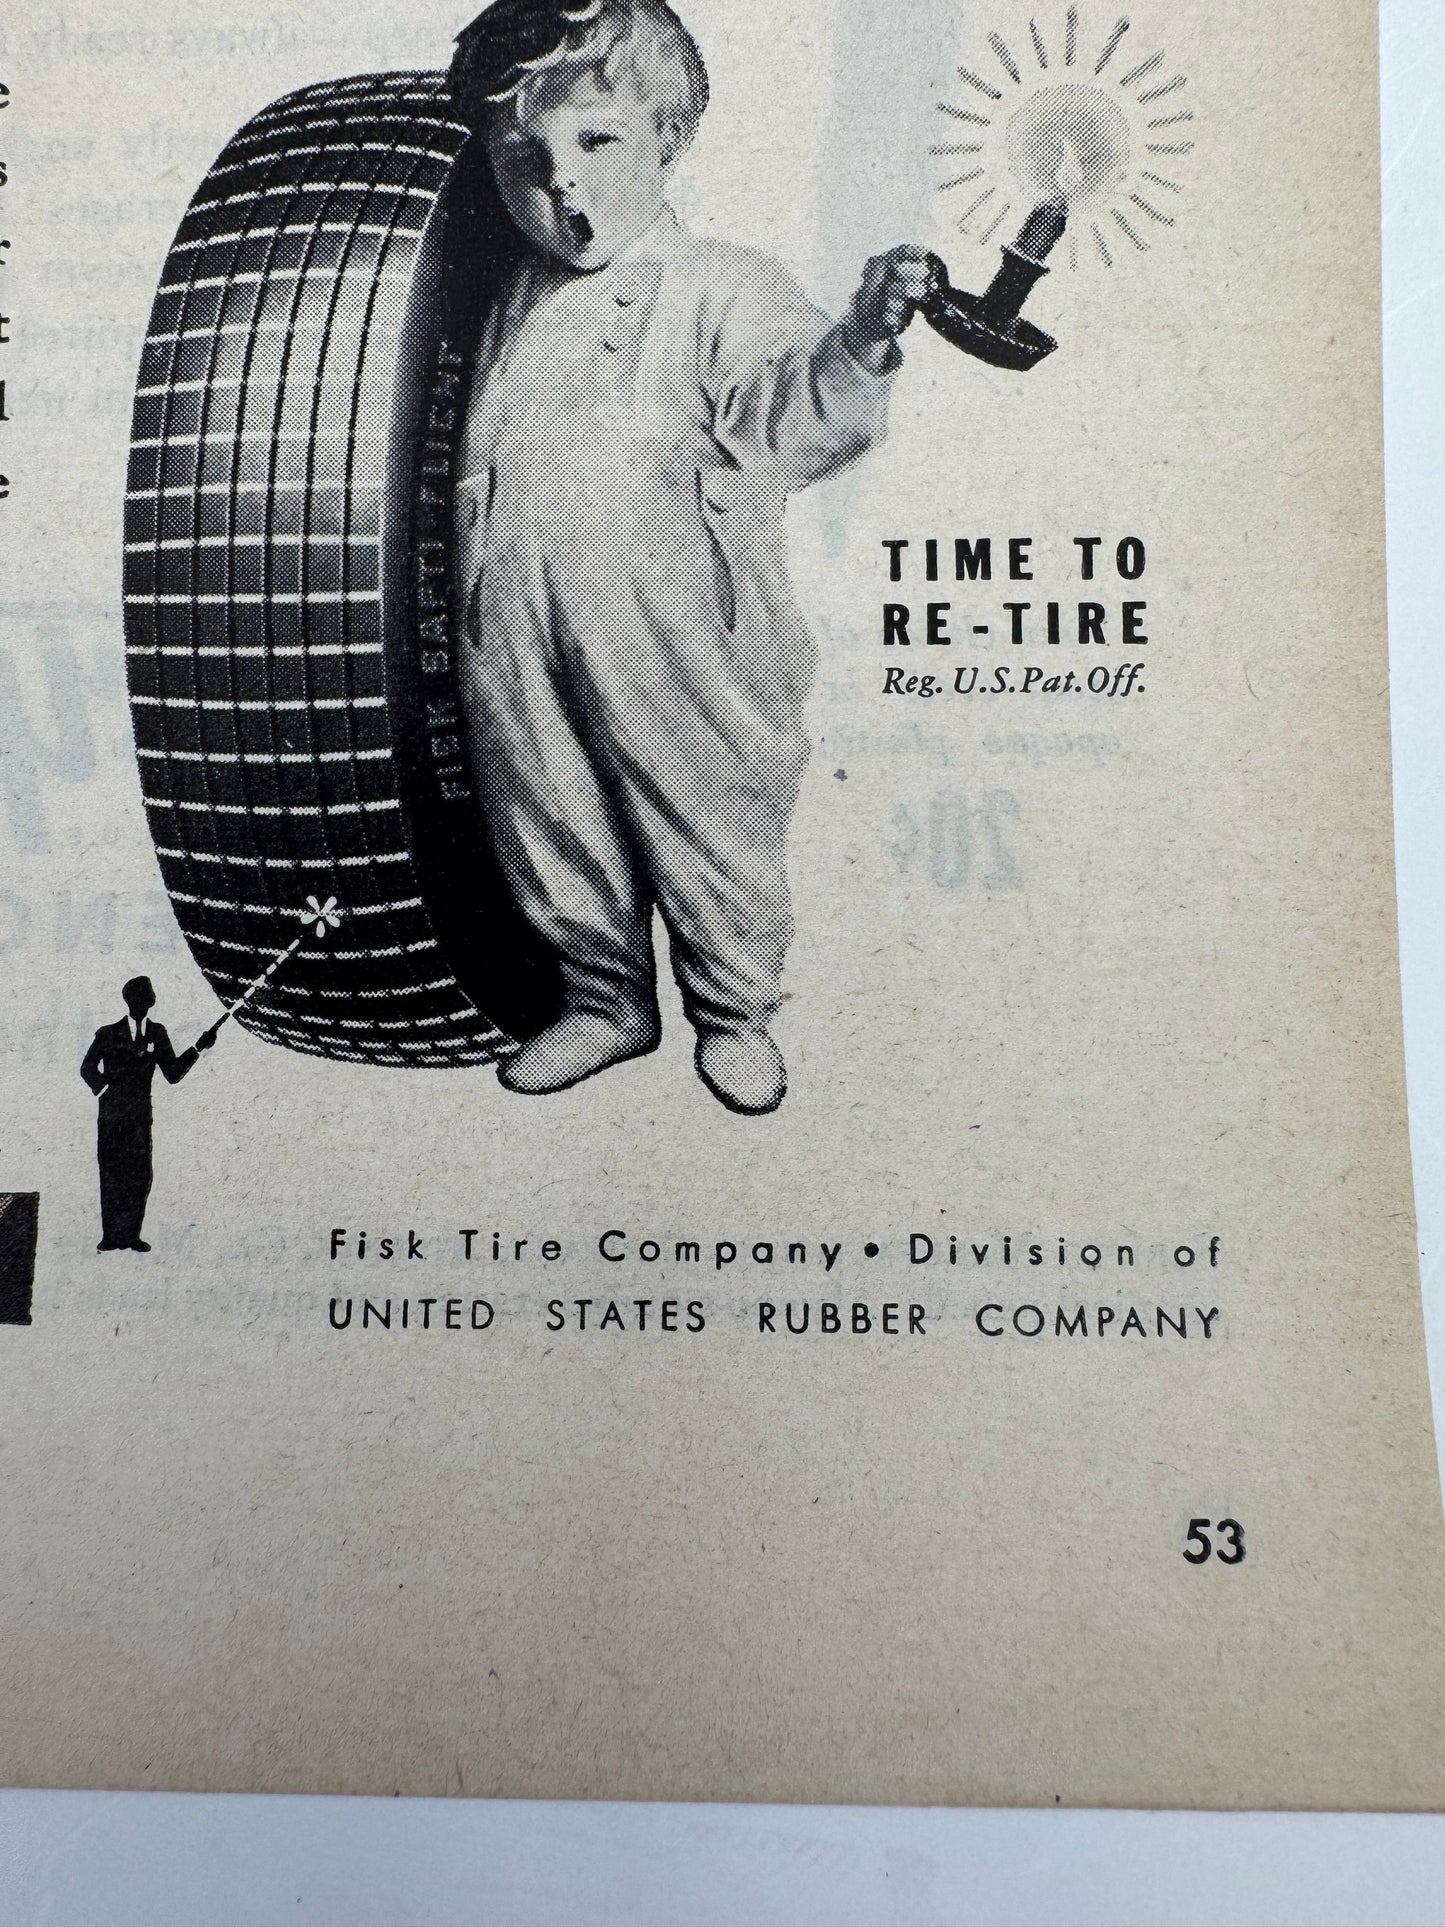 e
s
r
t
l
e
FISK SAFTI-FLIGHT
TIME TO
RE-TIRE
Reg. U.S. Pat. Off.
20¢
Fisk Tire Company • Division of
UNITED STATES RUBBER COMPANY
53